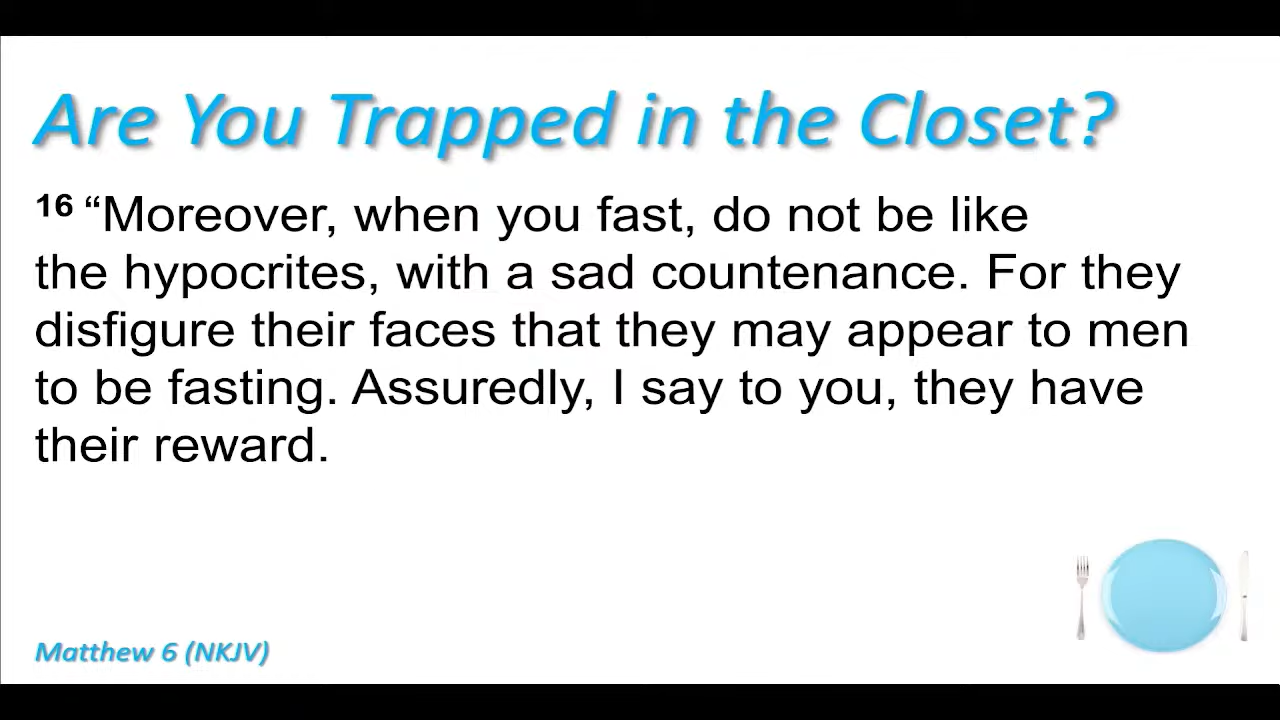 Are You Trapped in the Closet?
16 “Moreover, when you fast, do not be like
the hypocrites, with a sad countenance. For they
disfigure their faces that they may appear to men
to be fasting. Assuredly, I say to you, they have
their reward.
Matthew 6 (NKJV)